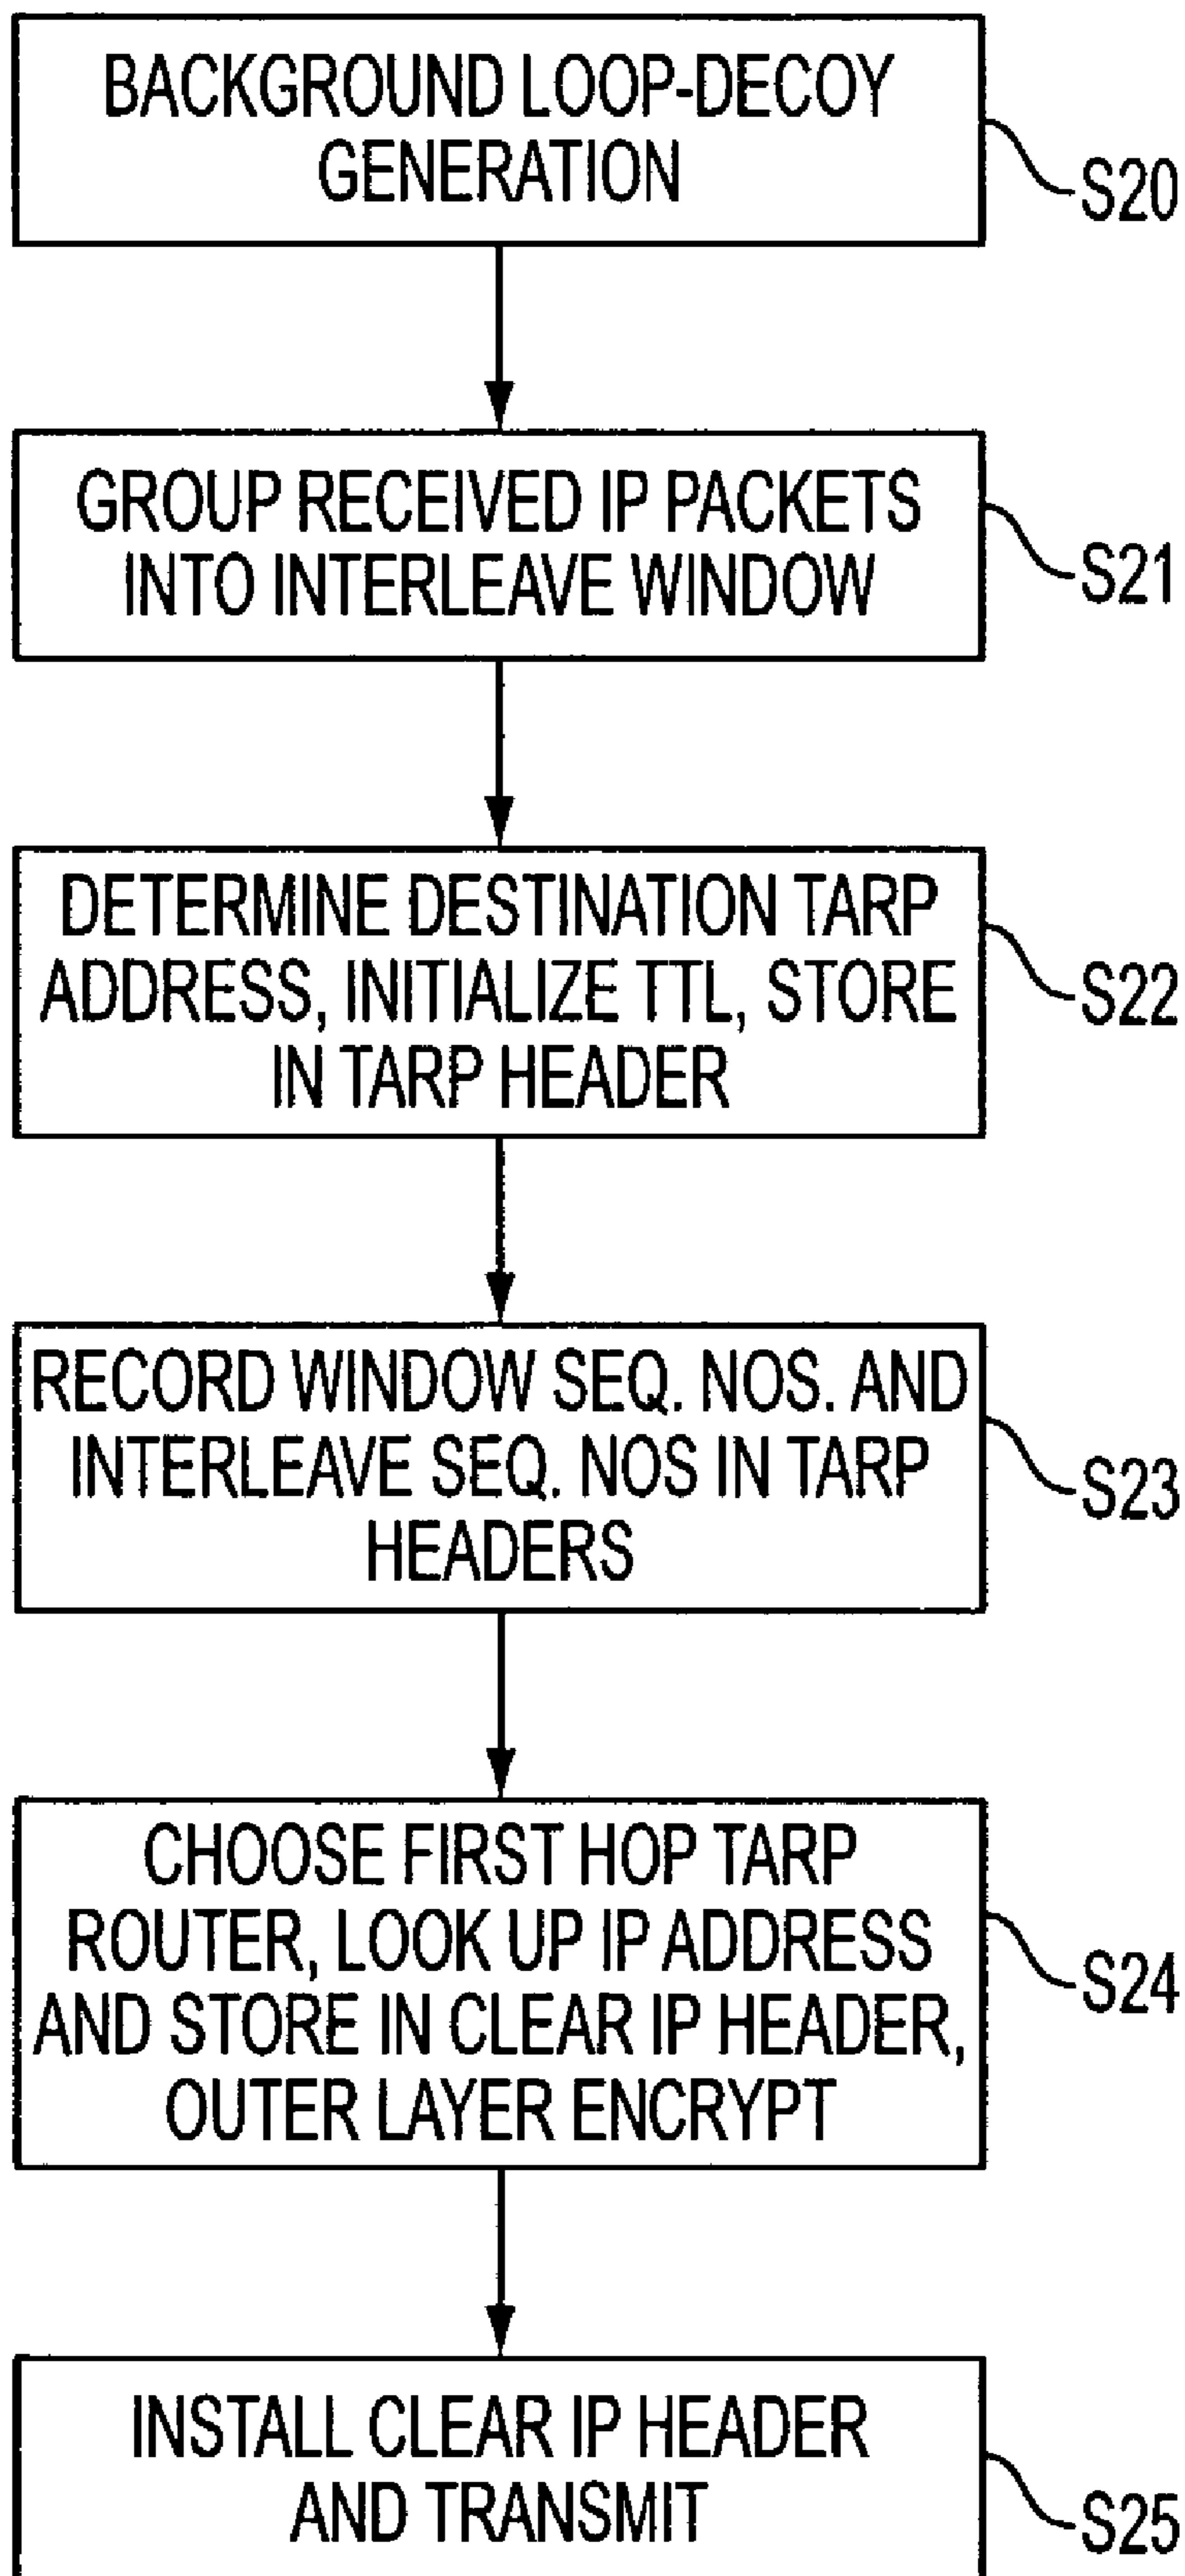 BACKGROUND LOOP-DECOY
GENERATION
S20
GROUP RECEIVED IP PACKETS
INTO INTERLEAVE WINDOW
S21
DETERMINE DESTINATION TARP
ADDRESS, INITIALIZE TTL, STORE
IN TARP HEADER
S22
RECORD WINDOW SEQ. NOS. AND
INTERLEAVE SEQ. NOS IN TARP
HEADERS
S23
CHOOSE FIRST HOP TARP
ROUTER, LOOK UP IP ADDRESS
AND STORE IN CLEAR IP HEADER,
OUTER LAYER ENCRYPT
S24
INSTALL CLEAR IP HEADER
AND TRANSMIT
S25